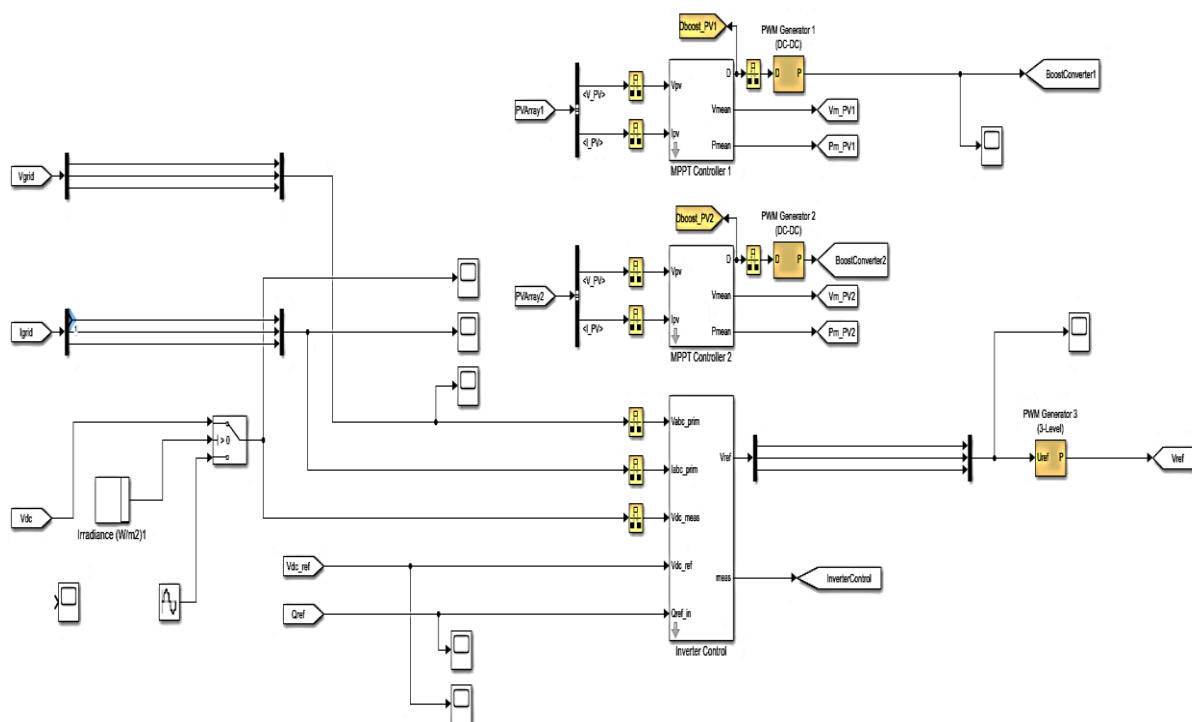 Dboost_PV1
PWM Generator 1
(DC-DC)
PVArray1
<V_PV>
<I_PV>
Vpv
Ipv
D
Vmean
Pmean
MPPT Controller 1
D
P
BoostConverter1
Vm_PV1
Pm_PV1
Vgrid
Dboost_PV2
PWM Generator 2
(DC-DC)
PVArray2
<V_PV>
<I_PV>
Vpv
Ipv
D
Vmean
Pmean
MPPT Controller 2
D
P
BoostConverter2
Vm_PV2
Pm_PV2
Igrid
-1
> 0
Vdc
Irradiance (W/m2)1
Vdc_ref
Qref
Vabc_prim
Iabc_prim
Vdc_meas
Vdc_ref
Qref_in
Vref
meas
Inverter Control
PWM Generator 3
(3-Level)
Uref
P
Vref
InverterControl